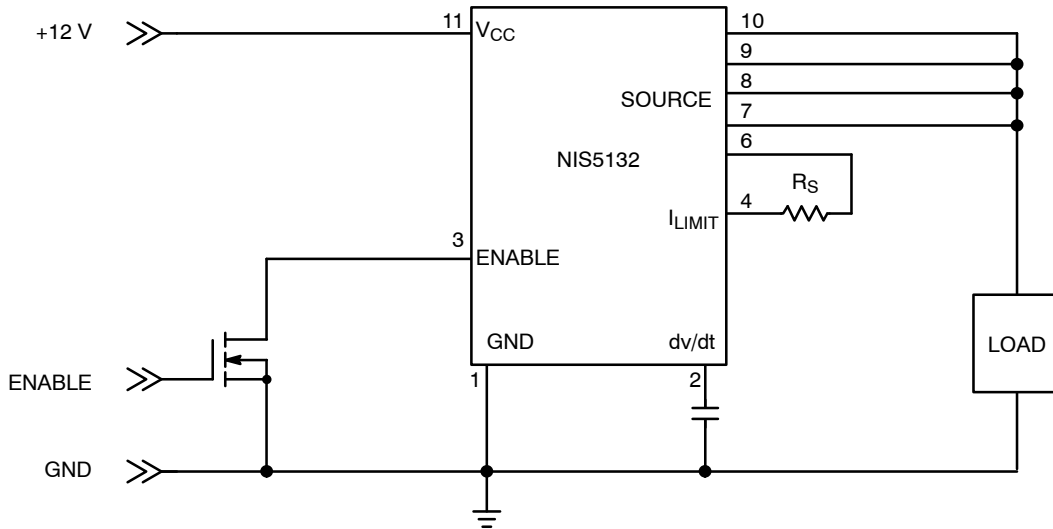 +12 V
11
VCC
10
9
8
SOURCE
7
NIS5132
6
RS
4
ILIMIT
3
ENABLE
GND
dv/dt
LOAD
ENABLE
1
2
GND